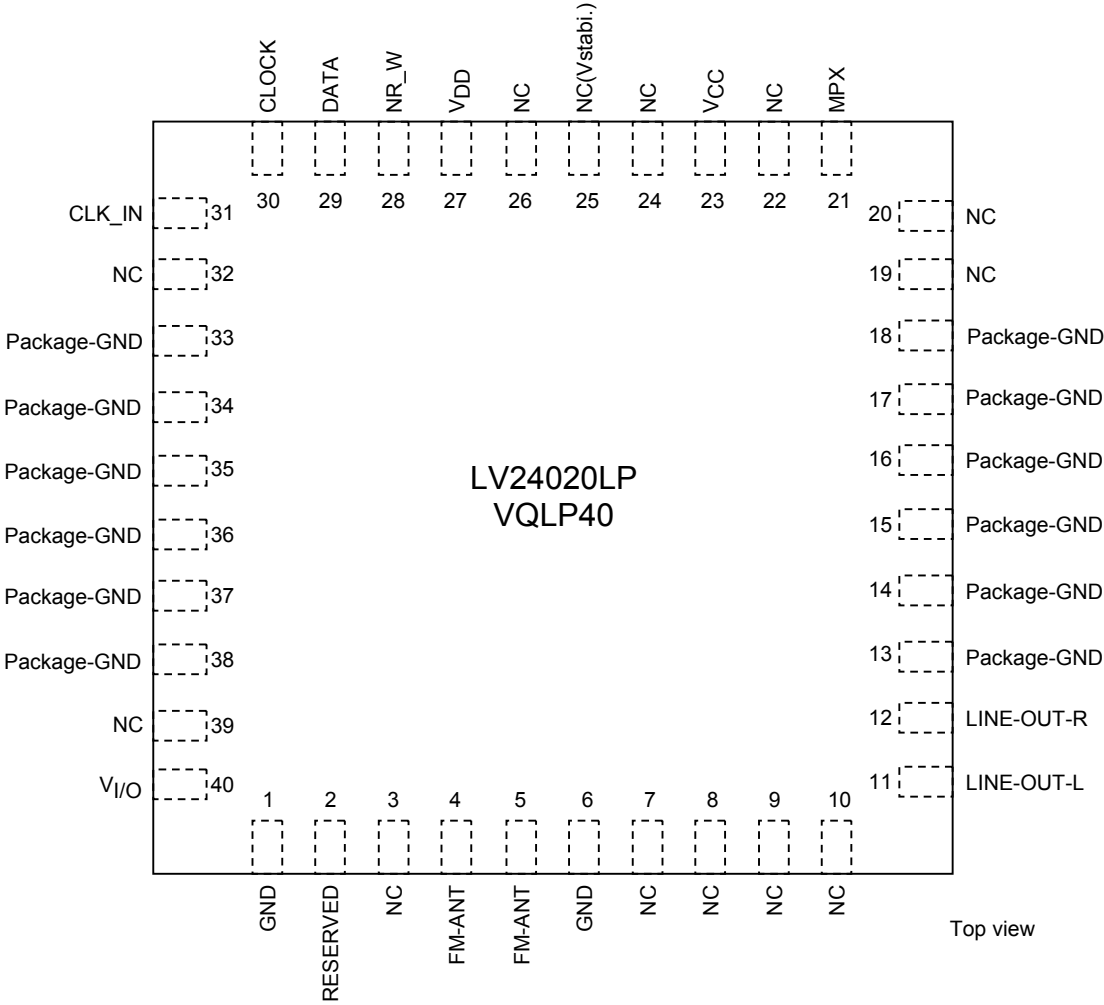 CLOCK
DATA
NR_W
VDD
NC
NC(Vstabi.)
NC
VCC
NC
MPX
30
29
28
27
26
25
24
23
22
21
CLK_IN
31
20
NC
NC
32
19
NC
Package-GND
33
18
Package-GND
Package-GND
34
17
Package-GND
Package-GND
35
16
Package-GND
LV24020LP
VQLP40
Package-GND
36
15
Package-GND
Package-GND
37
14
Package-GND
Package-GND
38
13
Package-GND
NC
39
12
LINE-OUT-R
VI/O
40
11
LINE-OUT-L
1
2
3
4
5
6
7
8
9
10
GND
RESERVED
NC
FM-ANT
FM-ANT
GND
NC
NC
NC
NC
Top view